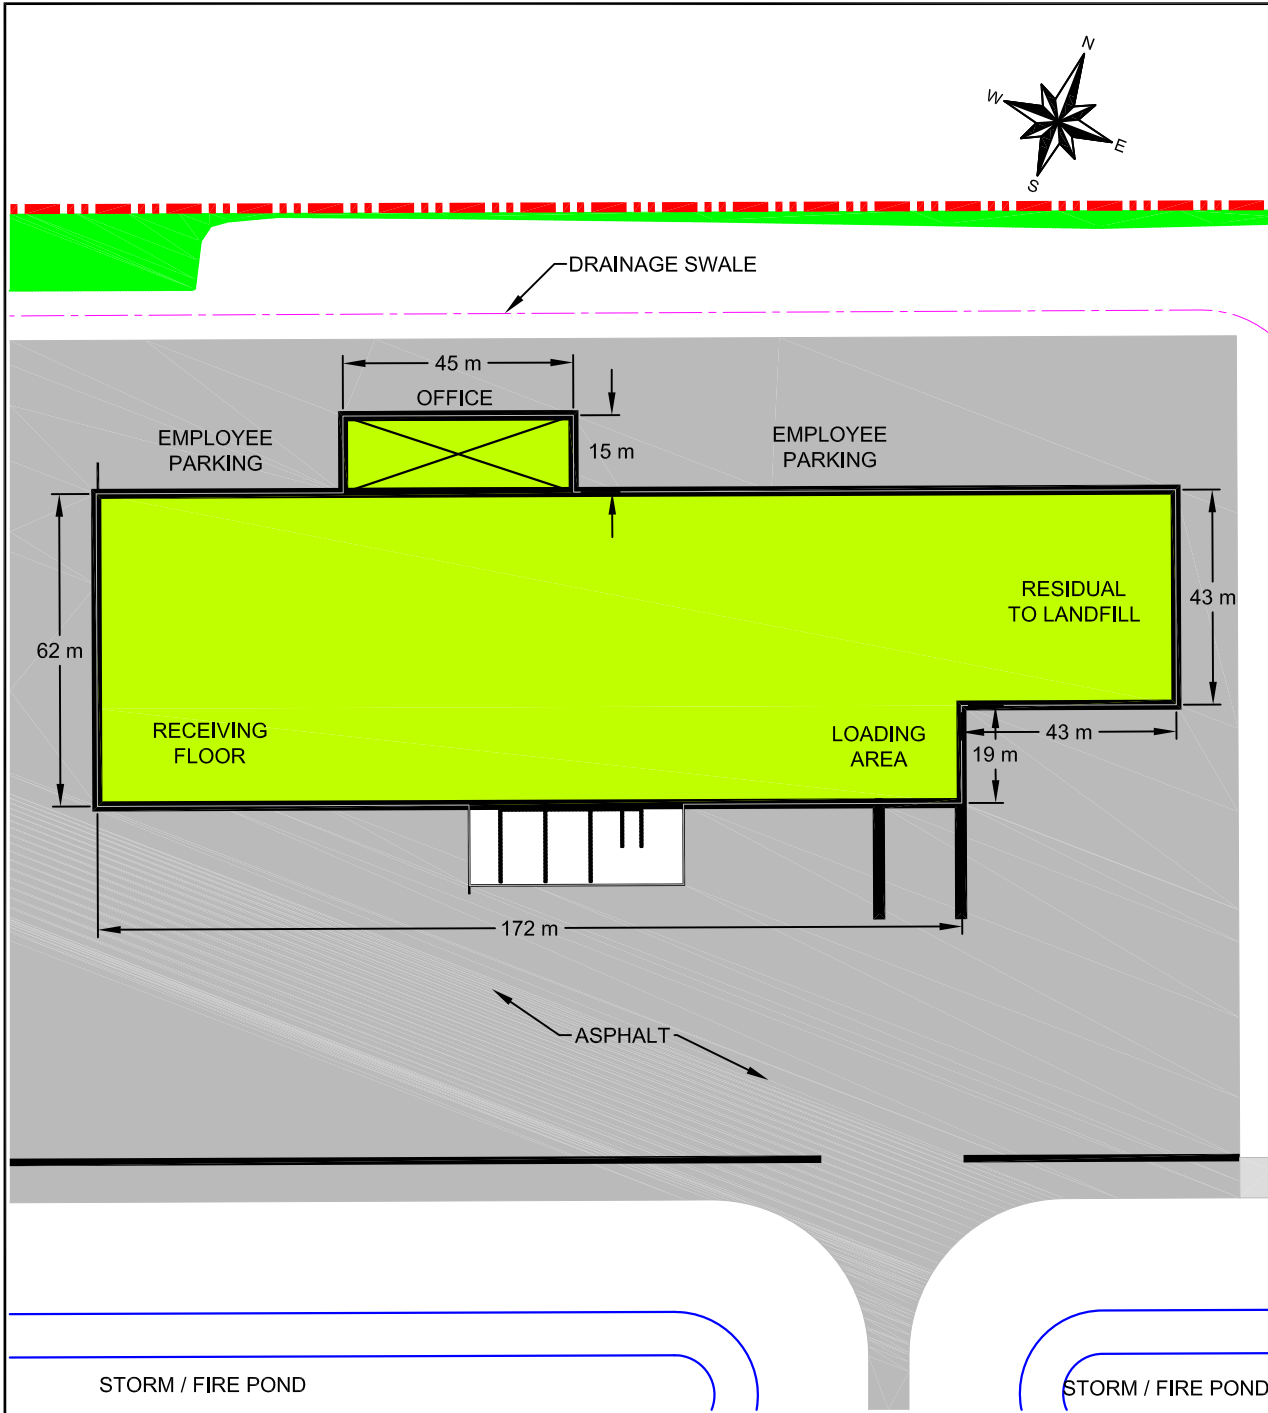 N
W
E
S
DRAINAGE SWALE
45 m
OFFICE
15 m
EMPLOYEE
PARKING
EMPLOYEE
PARKING
RESIDUAL
TO LANDFILL
43 m
62 m
RECEIVING
FLOOR
LOADING
AREA
43 m
19 m
172 m
ASPHALT
STORM / FIRE POND
STORM / FIRE POND